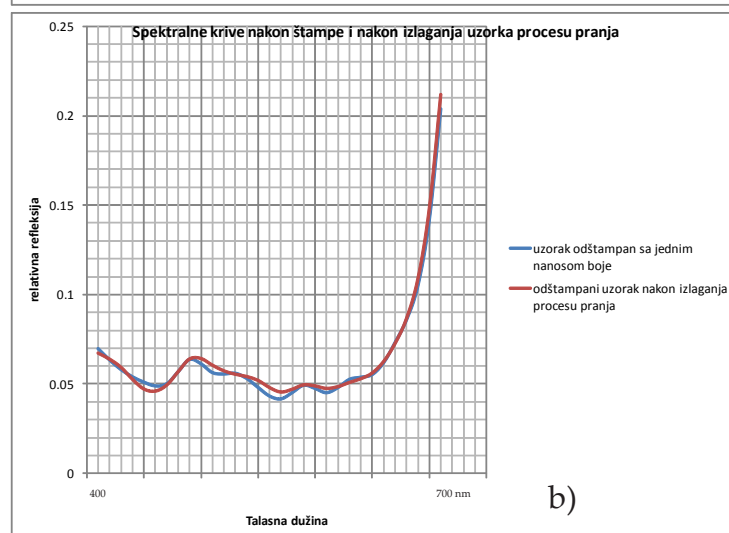 Spektralne krive nakon štampe i nakon izlaganja uzorka procesu pranja
0.25
0.2
0.15
0.1
0.05
0
relativna refleksija
400
700 nm
Talasna dužina
uzorak odštampan sa jednim
nanosom boje
odštampani uzorak nakon izlaganja
procesu pranja
b)